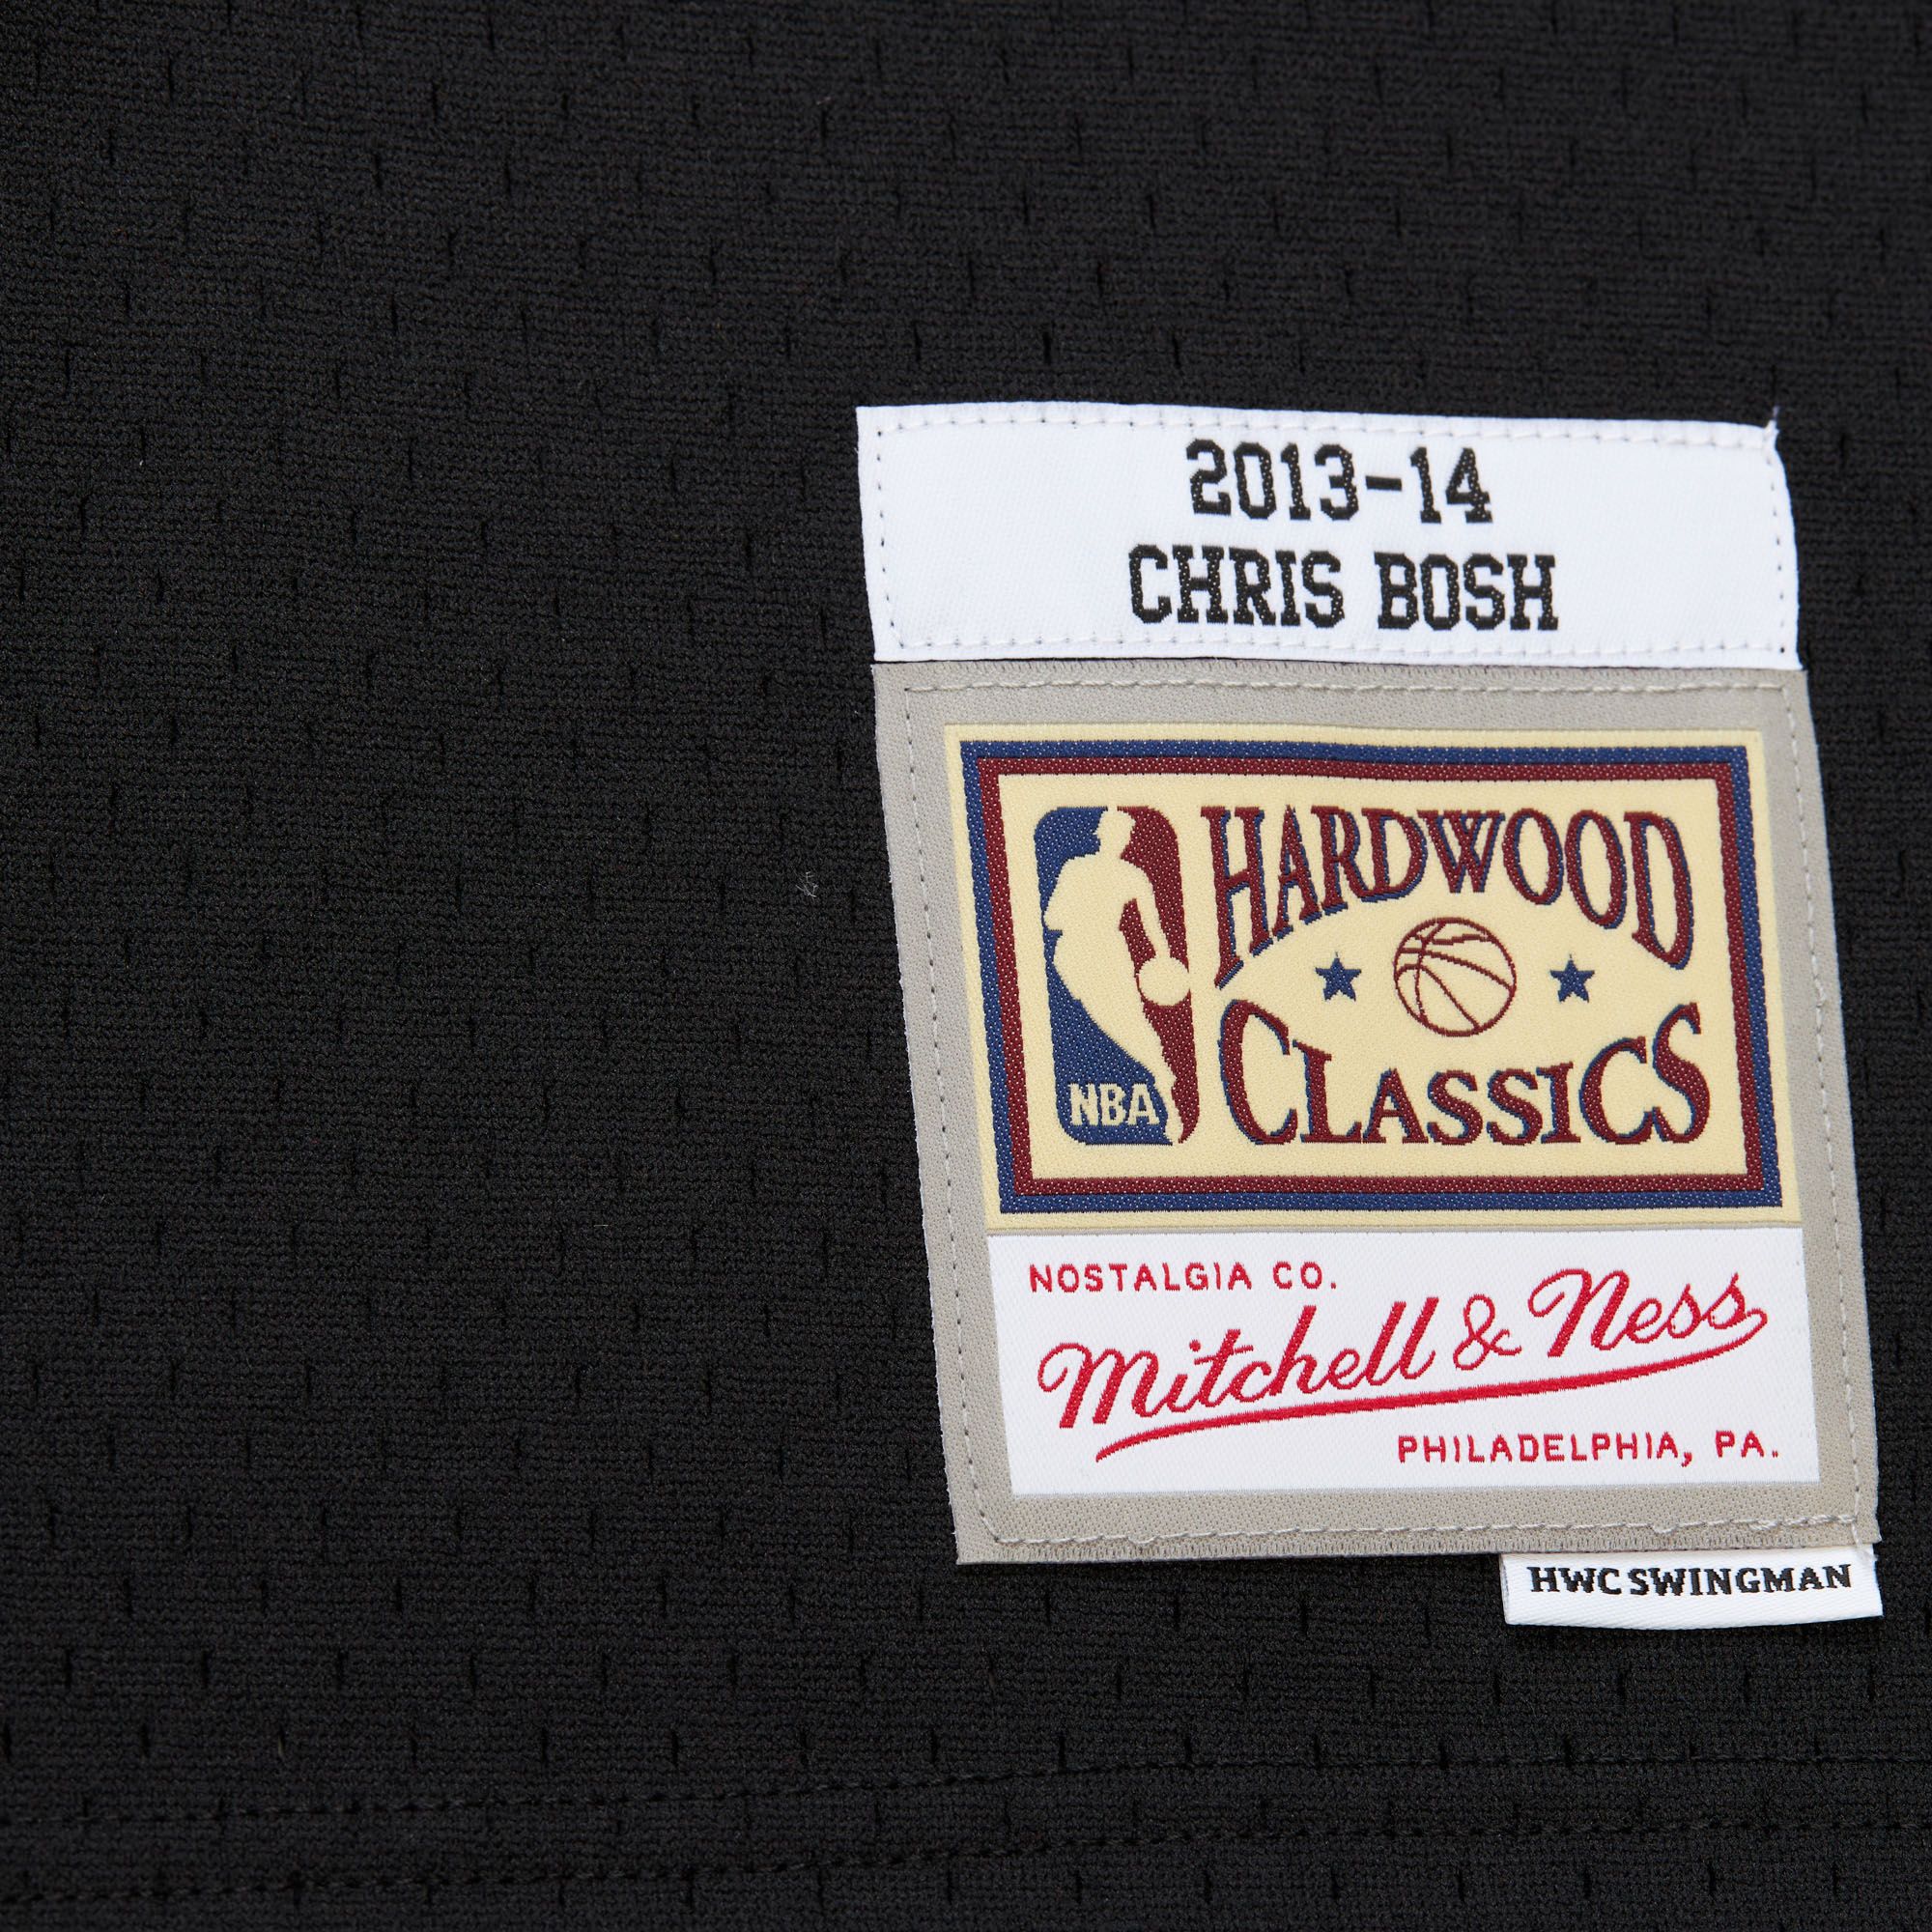 2013-14
CHRIS BOSH
HARDWOOD
CLASSICS
NBA
NOSTALGIA CO.
Mitchell & Ness
PHILADELPHIA, PA.
HWC SWINGMAN